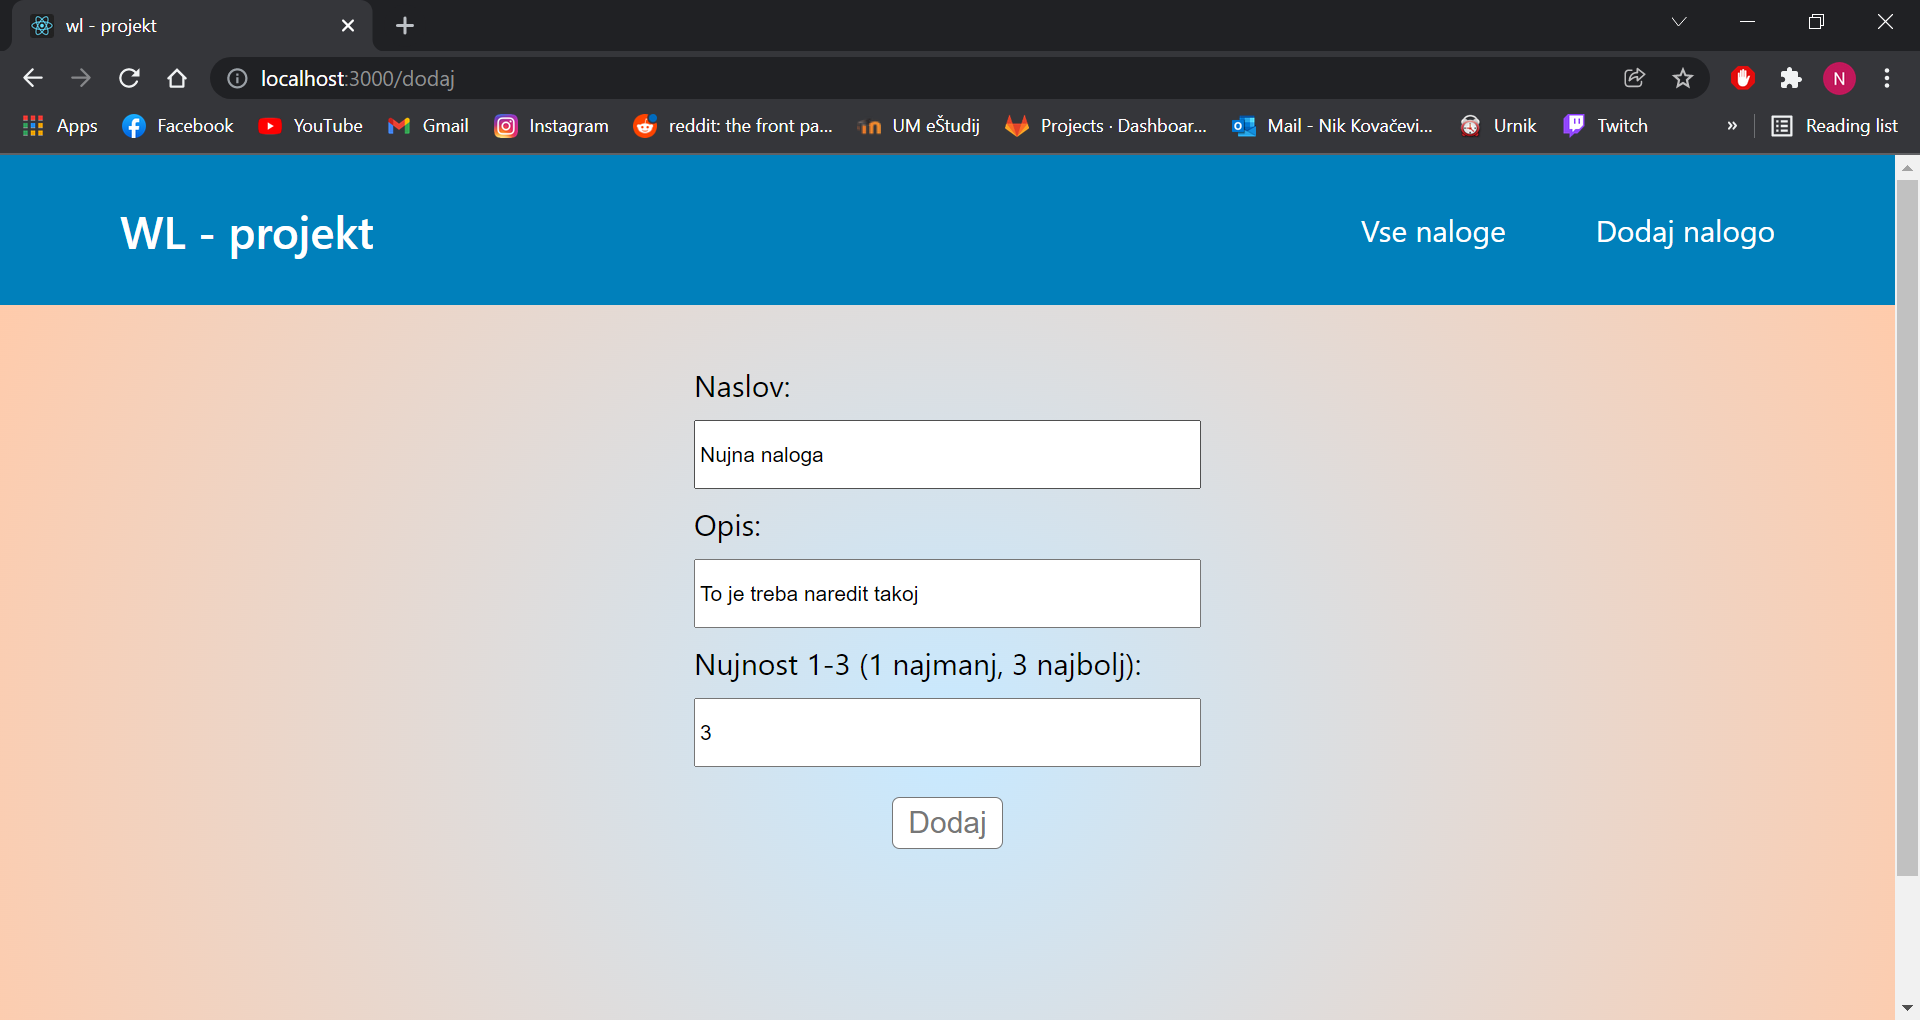 wl - projekt
localhost:3000/dodaj
N
Apps
Facebook
YouTube
Gmail
Instagram
reddit: the front pa...
UM eŠtudij
Projects · Dashboar...
Mail - Nik Kovačevi...
Urnik
Twitch
»
Reading list
WL - projekt
Vse naloge
Dodaj nalogo
Naslov:
Nujna naloga
Opis:
To je treba naredit takoj
Nujnost 1-3 (1 najmanj, 3 najbolj):
3
Dodaj